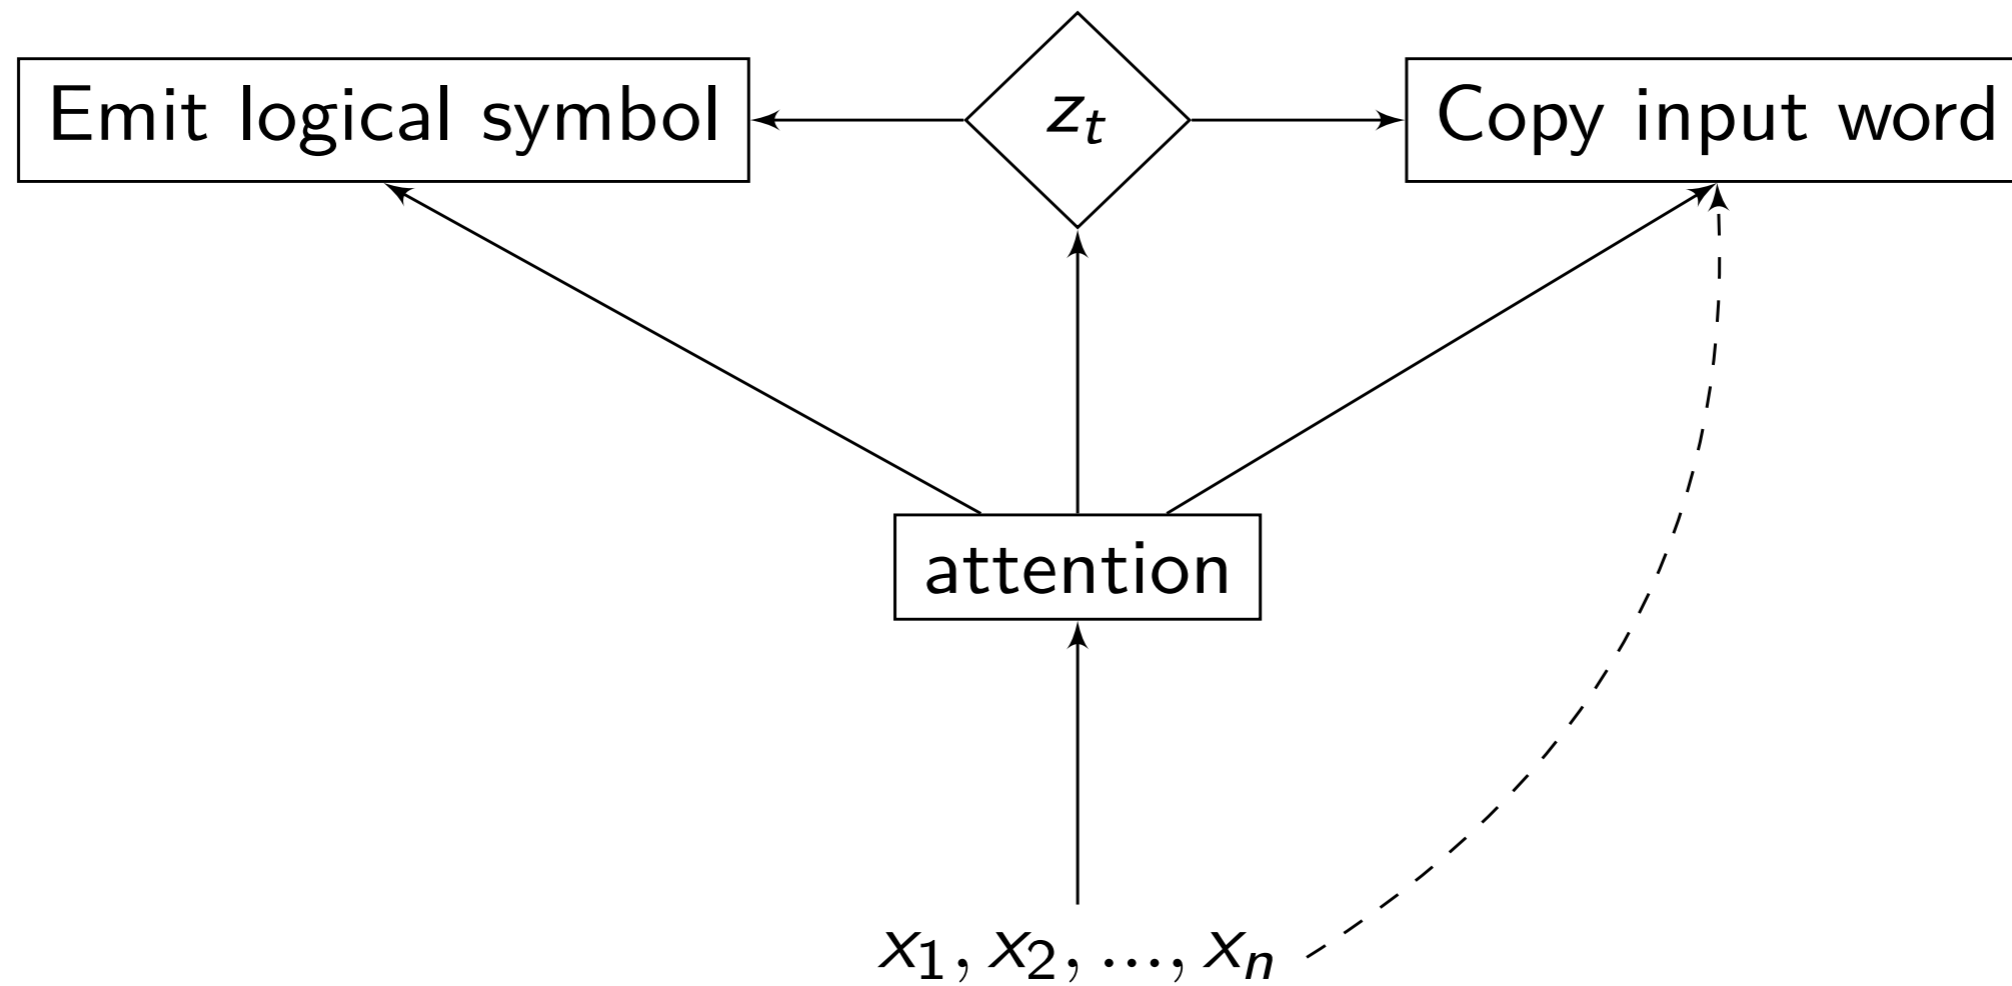 Emit logical symbol
z_t
Copy input word
attention
x_1, x_2, ..., x_n